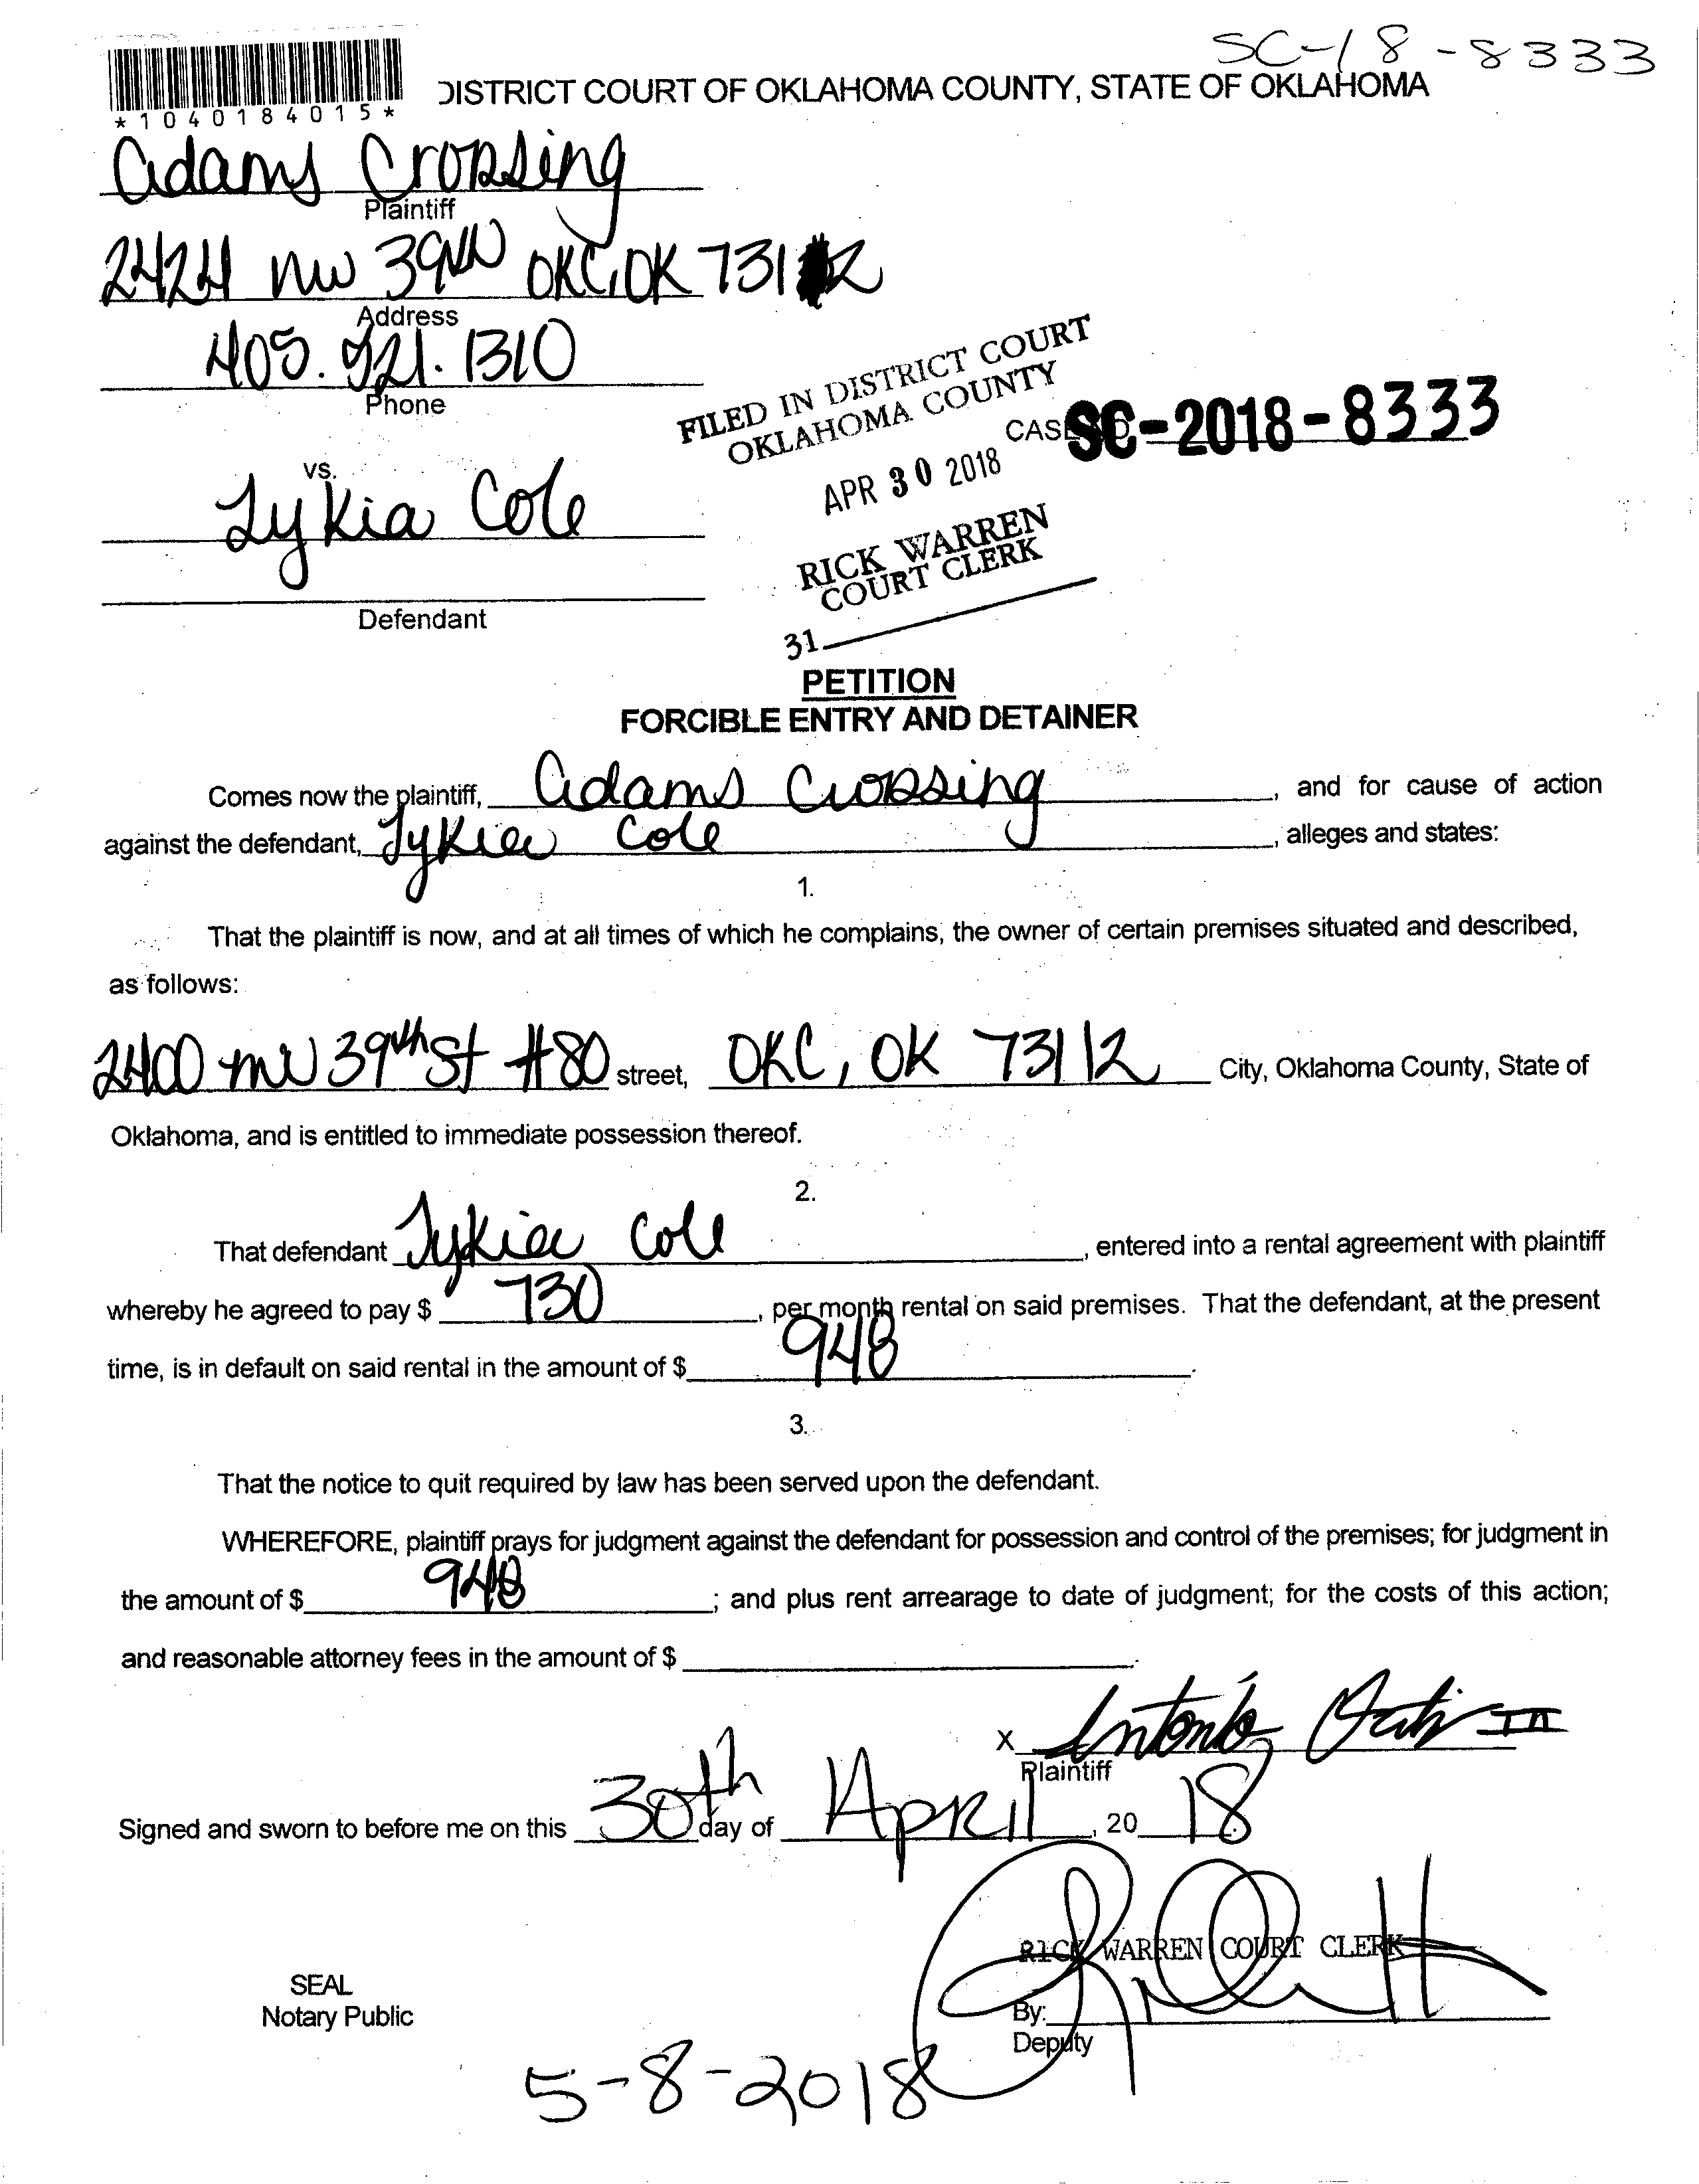 SC-18-8333
*1040184015*
DISTRICT COURT OF OKLAHOMA COUNTY, STATE OF OKLAHOMA
Adams Crossing
Plaintiff
2424 NW 39 OKC, OK 73112
Address
405. 521. 1310
Phone
FILED IN DISTRICT COURT
OKLAHOMA COUNTY
CASE SC-2018-8333
APR 30 2018
vs.
Tykia Cole
RICK WARREN
COURT CLERK
Defendant
31
PETITION
FORCIBLE ENTRY AND DETAINER
Comes now the plaintiff, Adams Crossing, and for cause of action
against the defendant, Tykia Cole, alleges and states:
1.
That the plaintiff is now, and at all times of which he complains, the owner of certain premises situated and described,
as follows:
2400 NW 39th St #80 street, OKC, OK 73112 City, Oklahoma County, State of
Oklahoma, and is entitled to immediate possession thereof.
2.
That defendant Tykia Cole, entered into a rental agreement with plaintiff
whereby he agreed to pay $ 730, per month rental on said premises. That the defendant, at the present
time, is in default on said rental in the amount of $ 948.
3.
That the notice to quit required by law has been served upon the defendant.
WHEREFORE, plaintiff prays for judgment against the defendant for possession and control of the premises; for judgment in
the amount of $ 948; and plus rent arrearage to date of judgment; for the costs of this action;
and reasonable attorney fees in the amount of $ .
x Antonio
Plaintiff
Signed and sworn to before me on this 30th day of April, 2018.
RICK WARREN COURT CLERK
SEAL
Notary Public
By:
Deputy
5-8-2018